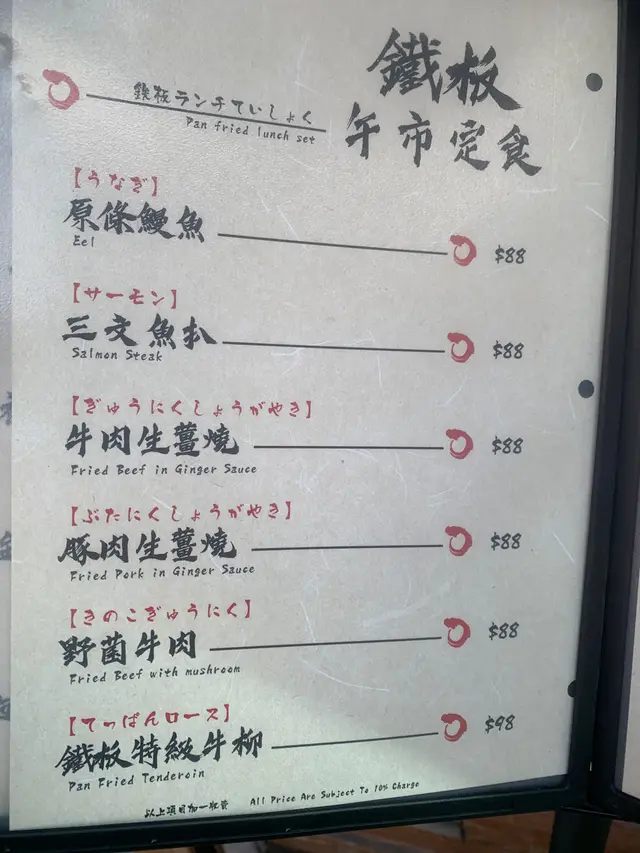 鐵板
午市定食
鉄板ランチていしょく
Pan fried lunch set
【うなぎ】
原條鰻魚
Eel
$88
【サーモン】
三文魚扒
Salmon Steak
$88
【ぎゅうにくしょうがやき】
牛肉生薑燒
Fried Beef in Ginger Sauce
$88
【ぶたにくしょうがやき】
豚肉生薑燒
Fried Pork in Ginger Sauce
$88
【きのこぎゅうにく】
野菌牛肉
Fried Beef with mushroom
$88
【てっぱんロース】
鐵板特級牛柳
Pan Fried Tenderoin
$98
以上項目加一收費 All Price Are Subject To 10% Charge